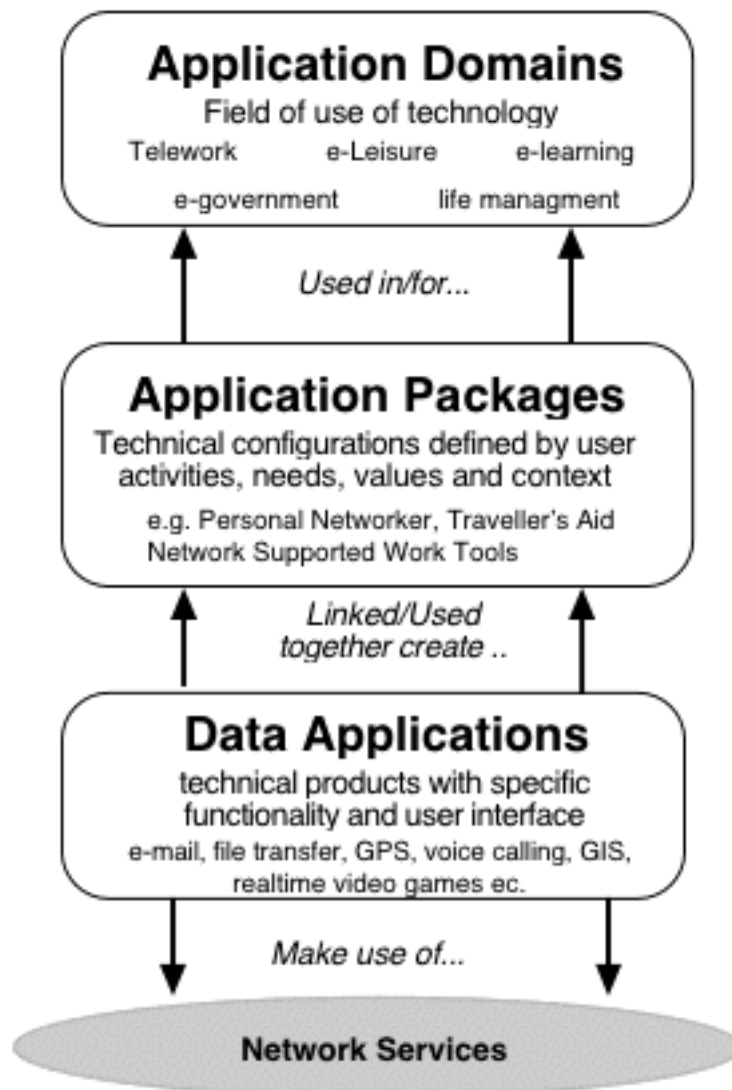 Application Domains
Field of use of technology
Telework e-Leisure e-learning
e-government life managment
Used in/for...
Application Packages
Technical configurations defined by user
activities, needs, values and context
e.g. Personal Networker, Traveller's Aid
Network Supported Work Tools
Linked/Used
together create ..
Data Applications
technical products with specific
functionality and user interface
e-mail, file transfer, GPS, voice calling, GIS,
realtime video games ec.
Make use of...
Network Services